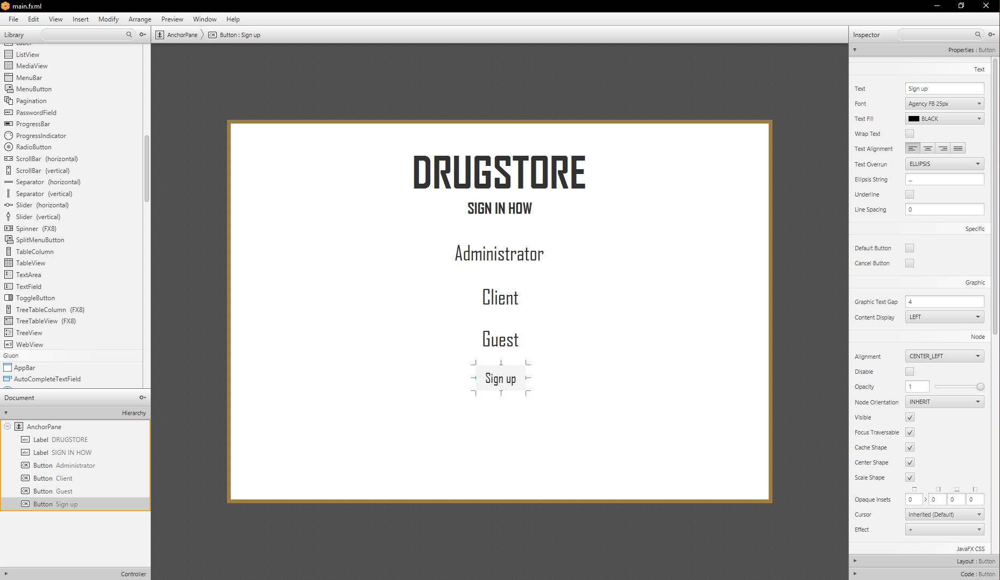 main.fxml
File Edit View Insert Modify Arrange Preview Window Help
Library
AnchorPane Button : Sign up
Inspector
Label
ListView
MediaView
MenuBar
MenuButton
Pagination
PasswordField
ProgressBar
ProgressIndicator
RadioButton
ScrollBar (horizontal)
ScrollBar (vertical)
Separator (horizontal)
Separator (vertical)
Slider (horizontal)
Slider (vertical)
Spinner (FX8)
SplitMenuButton
TableColumn
TableView
TextArea
TextField
ToggleButton
TreeTableColumn (FX8)
TreeTableView (FX8)
TreeView
WebView
Gluon
AppBar
AutoCompleteTextField
Document
Hierarchy
AnchorPane
Label DRUGSTORE
Label SIGN IN HOW
Button Administrator
Button Client
Button Guest
Button Sign up
Controller
DRUGSTORE
SIGN IN HOW
Administrator
Client
Guest
Sign up
Properties : Button
Text
Text Sign up
Font Agency FB 25px
Text Fill BLACK
Wrap Text
Text Alignment
Text Overrun ELLIPSIS
Ellipsis String ...
Underline
Line Spacing 0
Specific
Default Button
Cancel Button
Graphic
Graphic Text Gap 4
Content Display LEFT
Node
Alignment CENTER_LEFT
Disable
Opacity 1
Node Orientation INHERIT
Visible
Focus Traversable
Cache Shape
Center Shape
Scale Shape
Opaque Insets 0 0 0 0
Cursor Inherited (Default)
Effect +
JavaFX CSS
Layout : Button
Code : Button